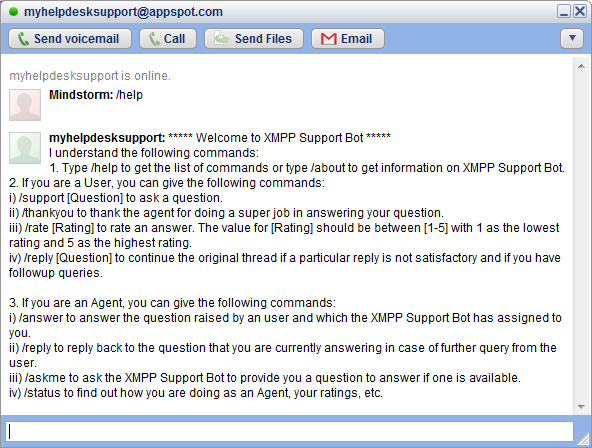 myhelpdesksupport@appspot.com
Send voicemail
Call
Send Files
Email
myhelpdesksupport is online.
Mindstorm: /help
myhelpdesksupport: ***** Welcome to XMPP Support Bot *****
I understand the following commands:
1. Type /help to get the list of commands or type /about to get information on XMPP Support Bot.
2. If you are a User, you can give the following commands:
i) /support [Question] to ask a question.
ii) /thankyou to thank the agent for doing a super job in answering your question.
iii) /rate [Rating] to rate an answer. The value for [Rating] should be between [1-5] with 1 as the lowest
rating and 5 as the highest rating.
iv) /reply [Question] to continue the original thread if a particular reply is not satisfactory and if you have
followup queries.
3. If you are an Agent, you can give the following commands:
i) /answer to answer the question raised by an user and which the XMPP Support Bot has assigned to
you.
ii) /reply to reply back to the question that you are currently answering in case of further query from the
user.
iii) /askme to ask the XMPP Support Bot to provide you a question to answer if one is available.
iv) /status to find out how you are doing as an Agent, your ratings, etc.